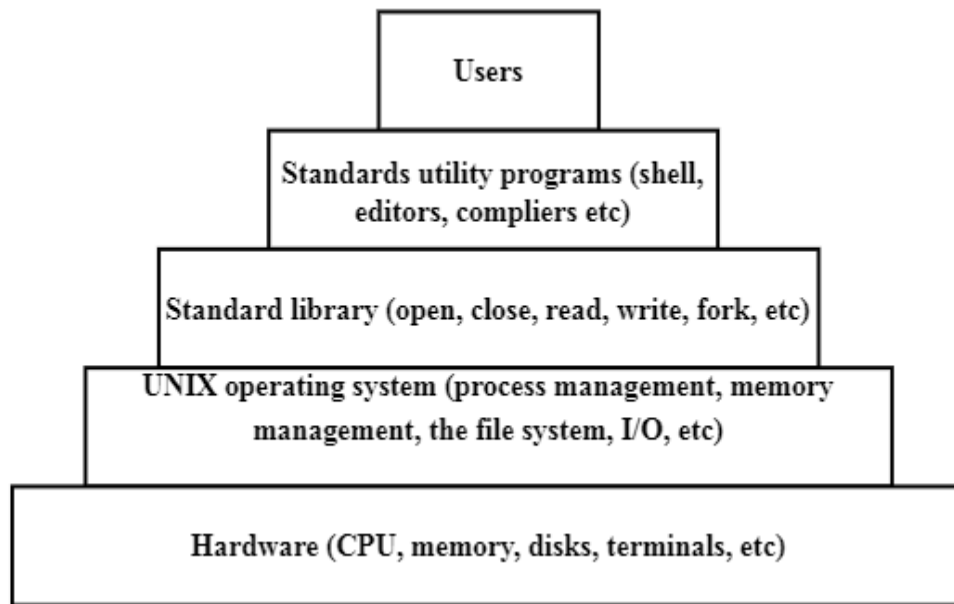 Users
Standards utility programs (shell,
editors, compliers etc)
Standard library (open, close, read, write, fork, etc)
UNIX operating system (process management, memory
management, the file system, I/O, etc)
Hardware (CPU, memory, disks, terminals, etc)